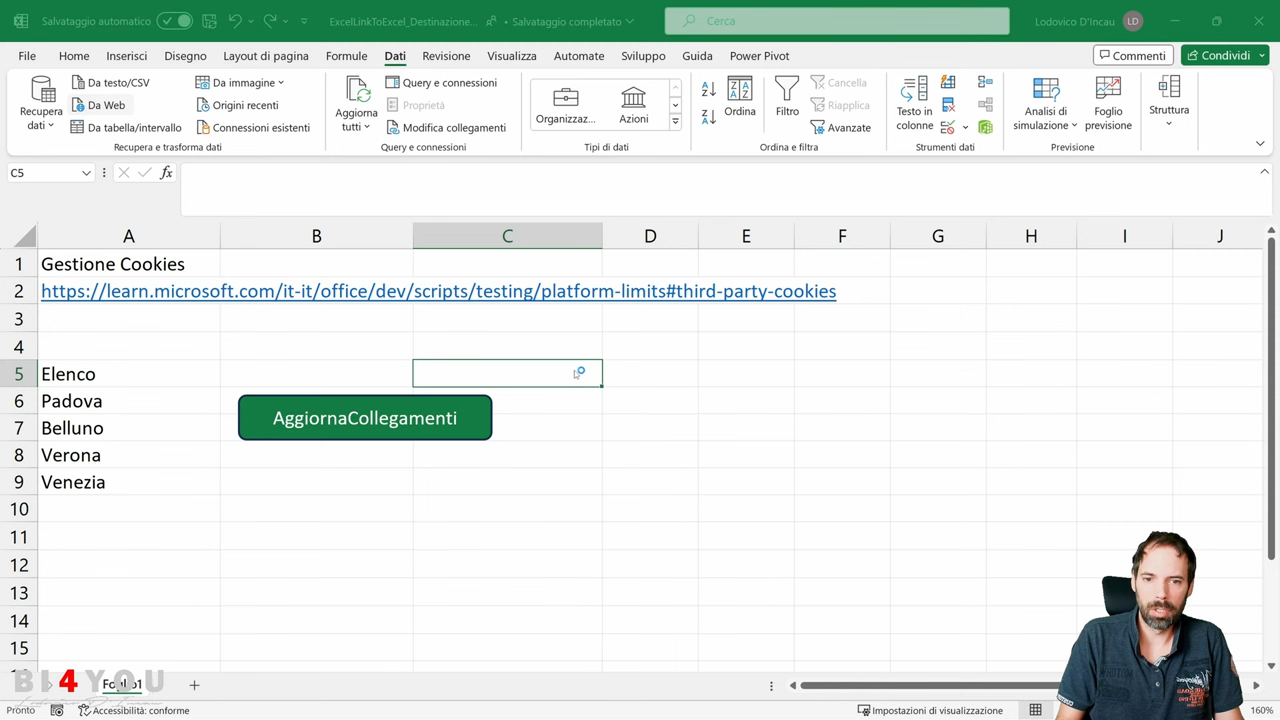 Salvataggio automatico
ExcelLinkToExcel_Destinazione... • Salvataggio completato
Cerca
Lodovico D'Incau LD
File Home Inserisci Disegno Layout di pagina Formule Dati Revisione Visualizza Automate Sviluppo Guida Power Pivot
Commenti Condividi
Recupera dati
Da testo/CSV
Da Web
Da tabella/intervallo
Da immagine
Origini recenti
Connessioni esistenti
Recupera e trasforma dati
Aggiorna tutti
Query e connessioni
Proprietà
Modifica collegamenti
Query e connessioni
Organizzaz...
Azioni
Tipi di dati
Ordina
Filtro
Cancella
Riapplica
Avanzate
Ordina e filtra
Testo in colonne
Strumenti dati
Analisi di simulazione
Foglio previsione
Previsione
Struttura
C5 fx
A B C D E F G H I J
1 Gestione Cookies
2 https://learn.microsoft.com/it-it/office/dev/scripts/testing/platform-limits#third-party-cookies
3
4
5 Elenco
6 Padova
AggiornaCollegamenti
7 Belluno
8 Verona
9 Venezia
10
11
12
13
14
15
BI4YOU
Foglio1
Pronto
Accessibilità: conforme
Impostazioni di visualizzazione
160%